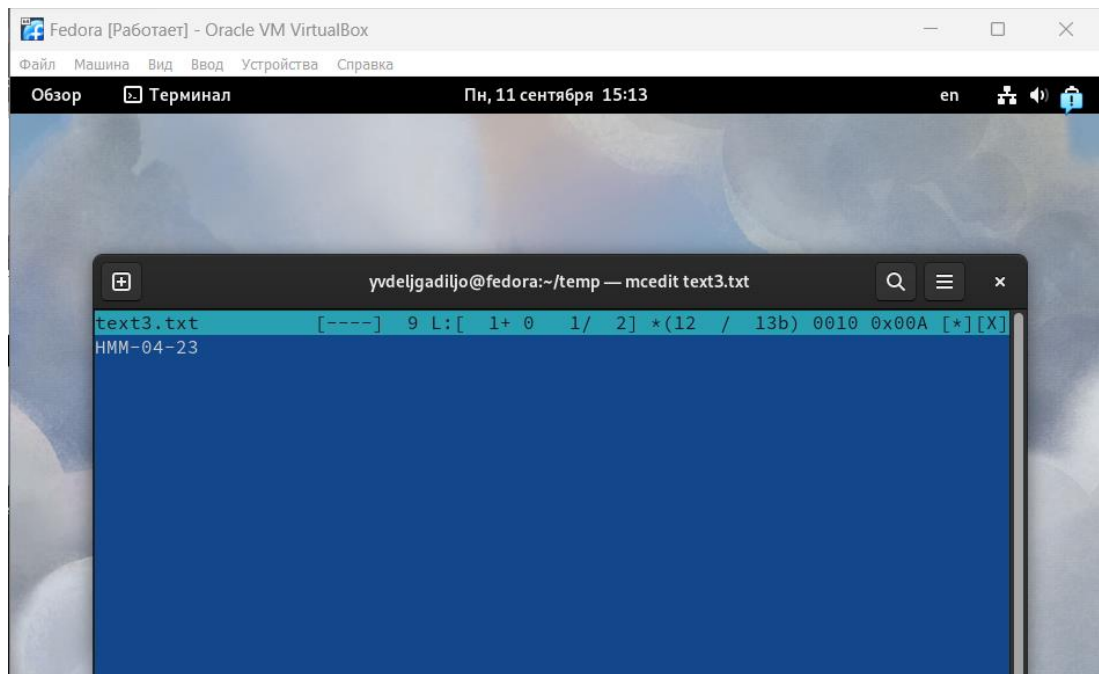 Fedora [Работает] - Oracle VM VirtualBox
Файл Машина Вид Ввод Устройства Справка
Обзор Терминал Пн, 11 сентября 15:13 en
yvdeljgadiljo@fedora:~/temp — mcedit text3.txt
text3.txt [----] 9 L:[ 1+ 0 1/ 2] *(12 / 13b) 0010 0x00A [*][X]
НММ-04-23